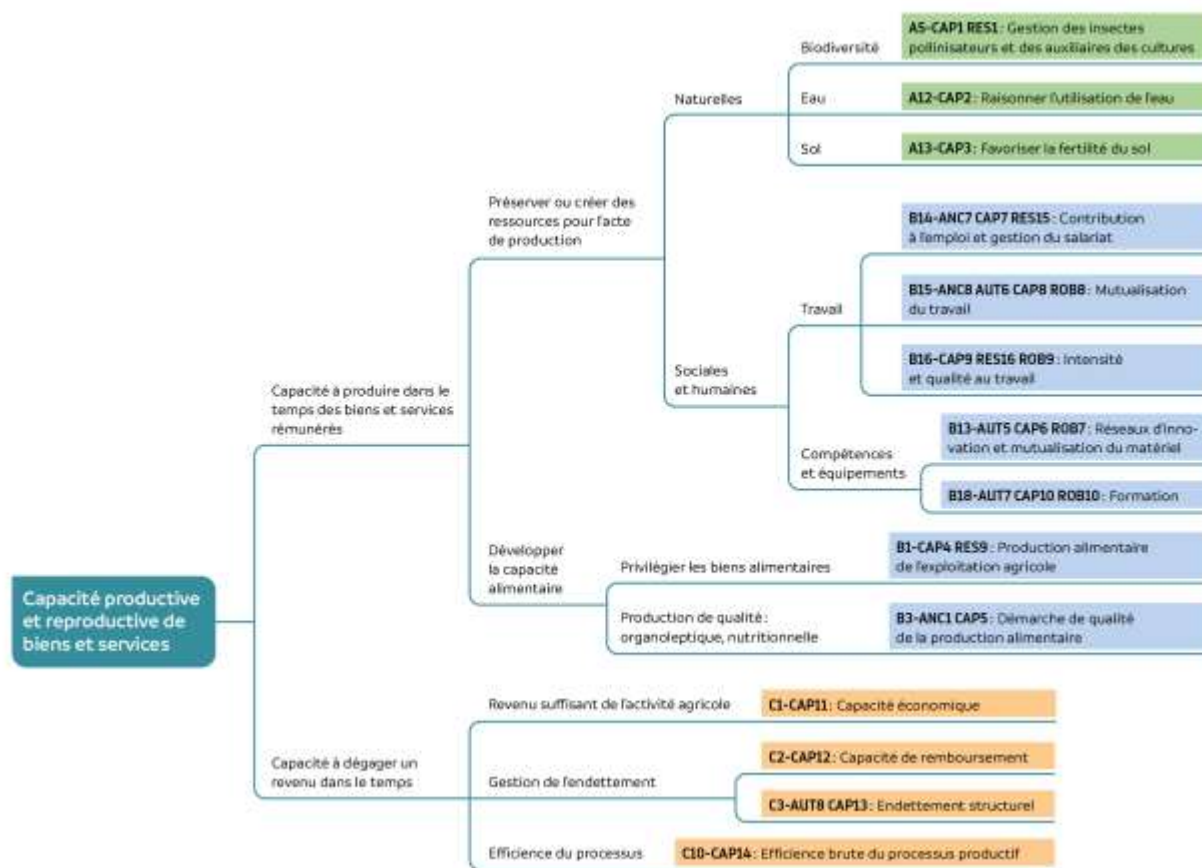 A5-CAP1 RES1 : Gestion des insectes
pollinisateurs et des auxiliaires des cultures
Biodiversité
Naturelles
Eau
A12-CAP2 : Raisonner l'utilisation de l'eau
Sol
A13-CAP3 : Favoriser la fertilité du sol
Préserver ou créer des
ressources pour l'acte
de production
B14-ANC7 CAP7 RES15 : Contribution
à l'emploi et gestion du salariat
Travail
B15-ANC8 AUT6 CAP8 ROB8 : Mutualisation
du travail
B16-CAP9 RES16 ROB9 : Intensité
et qualité au travail
Sociales
et humaines
Capacité à produire dans le
temps des biens et services
rémunérés
Compétences
et équipements
B13-AUT5 CAP6 ROB7 : Réseaux d'inno-
vation et mutualisation du matériel
B18-AUT7 CAP10 ROB10 : Formation
Développer
la capacité
alimentaire
Privilégier les biens alimentaires
B1-CAP4 RES9 : Production alimentaire
de l'exploitation agricole
Production de qualité :
organoleptique, nutritionnelle
B3-ANC1 CAP5 : Démarche de qualité
de la production alimentaire
Capacité productive
et reproductive de
biens et services
Revenu suffisant de l'activité agricole
C1-CAP11 : Capacité économique
Capacité à dégager un
revenu dans le temps
Gestion de l'endettement
C2-CAP12 : Capacité de remboursement
C3-AUT8 CAP13 : Endettement structurel
Efficience du processus
C10-CAP14 : Efficience brute du processus productif